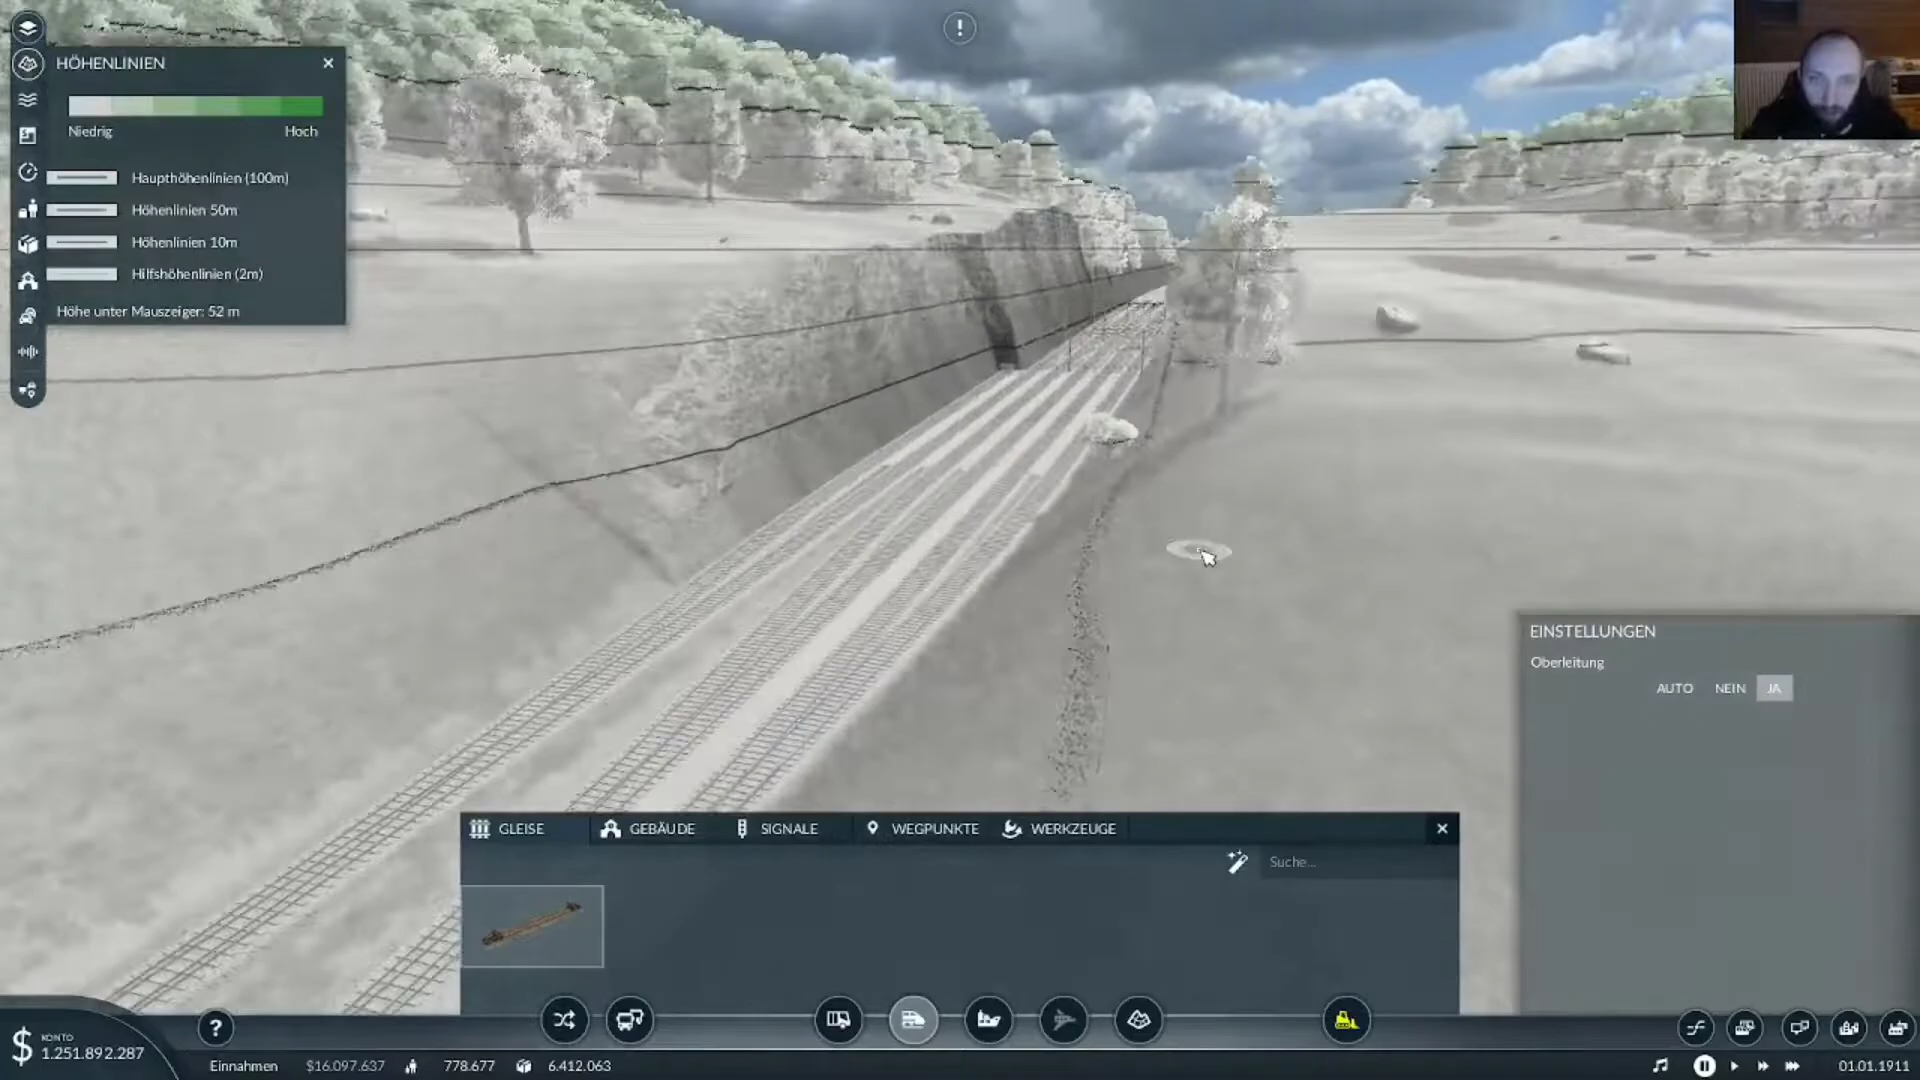 HÖHENLINIEN
Niedrig Hoch
Haupthöhenlinien (100m)
Höhenlinien 50m
Höhenlinien 10m
Hilfshöhenlinien (2m)
Höhe unter Mauszeiger: 52 m
EINSTELLUNGEN
Oberleitung
AUTO NEIN JA
GLEISE GEBÄUDE SIGNALE WEGPUNKTE WERKZEUGE
Suche...
KONTO
$ 1.251.892.287
Einnahmen $16.097.637 778.677 6.412.063 01.01.1911